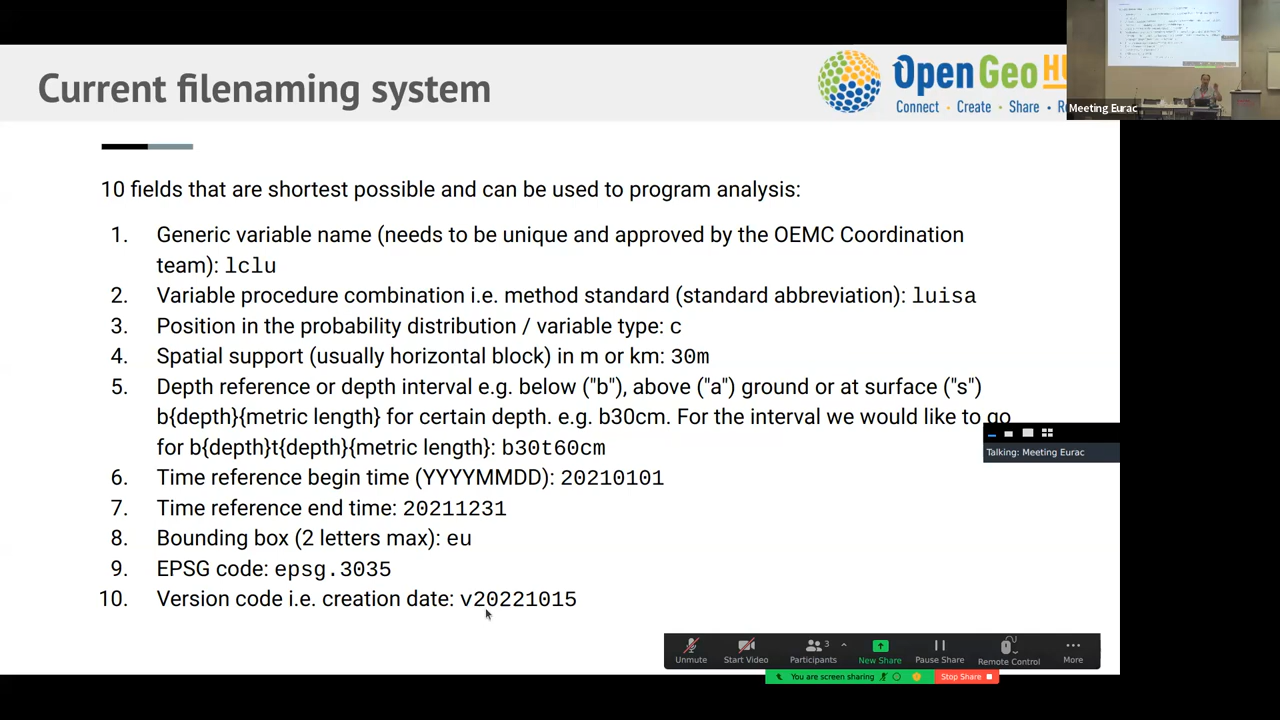 Current filenaming system
OpenGeoHU
Connect · Create · Share · R
Meeting Eurac
10 fields that are shortest possible and can be used to program analysis:
1. Generic variable name (needs to be unique and approved by the OEMC Coordination
team): lclu
2. Variable procedure combination i.e. method standard (standard abbreviation): luisa
3. Position in the probability distribution / variable type: c
4. Spatial support (usually horizontal block) in m or km: 30m
5. Depth reference or depth interval e.g. below ("b"), above ("a") ground or at surface ("s")
b{depth}{metric length} for certain depth. e.g. b30cm. For the interval we would like to go
for b{depth}t{depth}{metric length}: b30t60cm
Talking: Meeting Eurac
6. Time reference begin time (YYYYMMDD): 20210101
7. Time reference end time: 20211231
8. Bounding box (2 letters max): eu
9. EPSG code: epsg.3035
10. Version code i.e. creation date: v20221015
3
Unmute Start Video Participants New Share Pause Share Remote Control More
You are screen sharing Stop Share